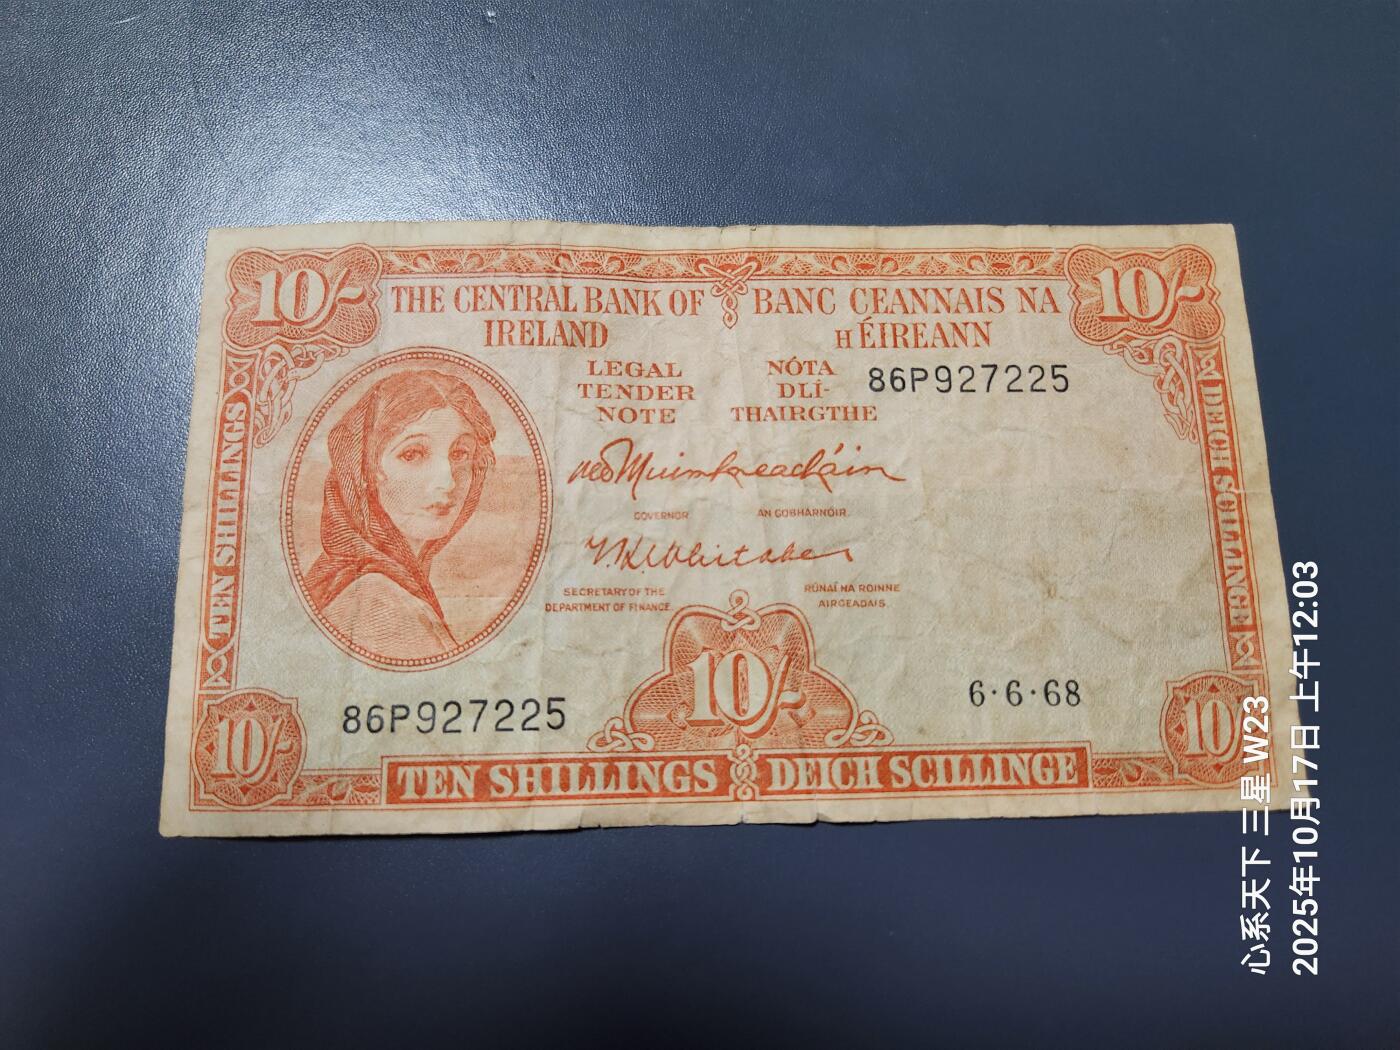 10/-
THE CENTRAL BANK OF
IRELAND
BANC CEANNAIS NA
H ÉIREANN
10/-
LEGAL
TENDER
NOTE
NÓTA
DLÍ-
THAIRGTHE
86P927225
TEN SHILLINGS
DEICH SCILLINGE
GOVERNOR
AN GOBHARNÓIR.
SECRETARY OF THE
DEPARTMENT OF FINANCE.
RÚNAÍ NA ROINNE
AIRGEADAIS.
86P927225
10/-
6·6·68
10/-
10/-
TEN SHILLINGS
DEICH SCILLINGE
心系天下 三星 W23
2025年10月17日 上午12:03